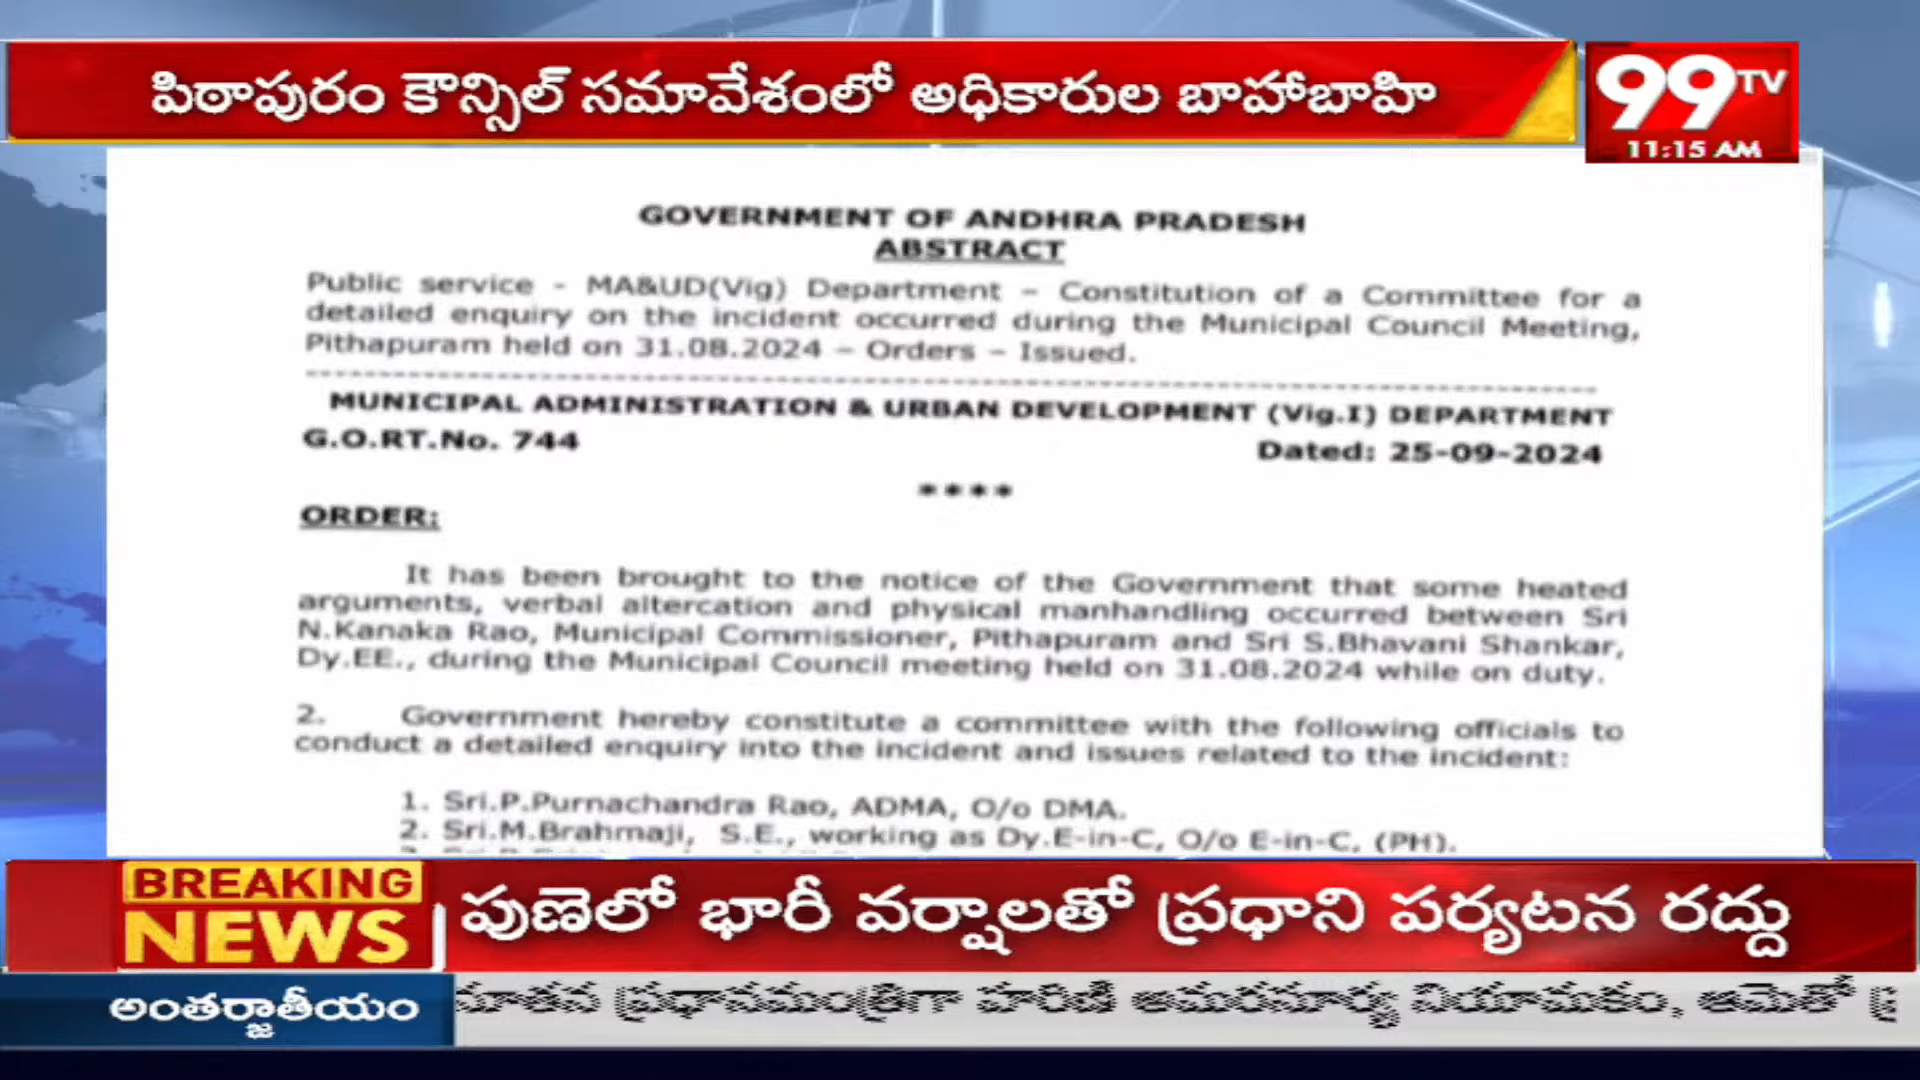 పిఠాపురం కౌన్సిల్ సమావేశంలో అధికారుల బాహాబాహి
99 TV
11:15 AM
GOVERNMENT OF ANDHRA PRADESH
ABSTRACT
Public service - MA&UD(Vig) Department – Constitution of a Committee for a
detailed enquiry on the incident occurred during the Municipal Council Meeting,
Pithapuram held on 31.08.2024 – Orders – Issued.
MUNICIPAL ADMINISTRATION & URBAN DEVELOPMENT (Vig.I) DEPARTMENT
G.O.RT.No. 744
Dated: 25-09-2024
****
ORDER:
It has been brought to the notice of the Government that some heated
arguments, verbal altercation and physical manhandling occurred between Sri
N.Kanaka Rao, Municipal Commissioner, Pithapuram and Sri S.Bhavani Shankar,
Dy.EE., during the Municipal Council meeting held on 31.08.2024 while on duty.
2. Government hereby constitute a committee with the following officials to
conduct a detailed enquiry into the incident and issues related to the incident:
1. Sri.P.Purnachandra Rao, ADMA, O/o DMA.
2. Sri.M.Brahmaji, S.E., working as Dy.E-in-C, O/o E-in-C, (PH).
BREAKING
NEWS
పుణెలో భారీ వర్షాలతో ప్రధాని పర్యటన రద్దు
అంతర్జాతీయం
నూతన ప్రధానమంత్రిగా హరిణి అమరసూర్య నియామకం, ఆమెతో